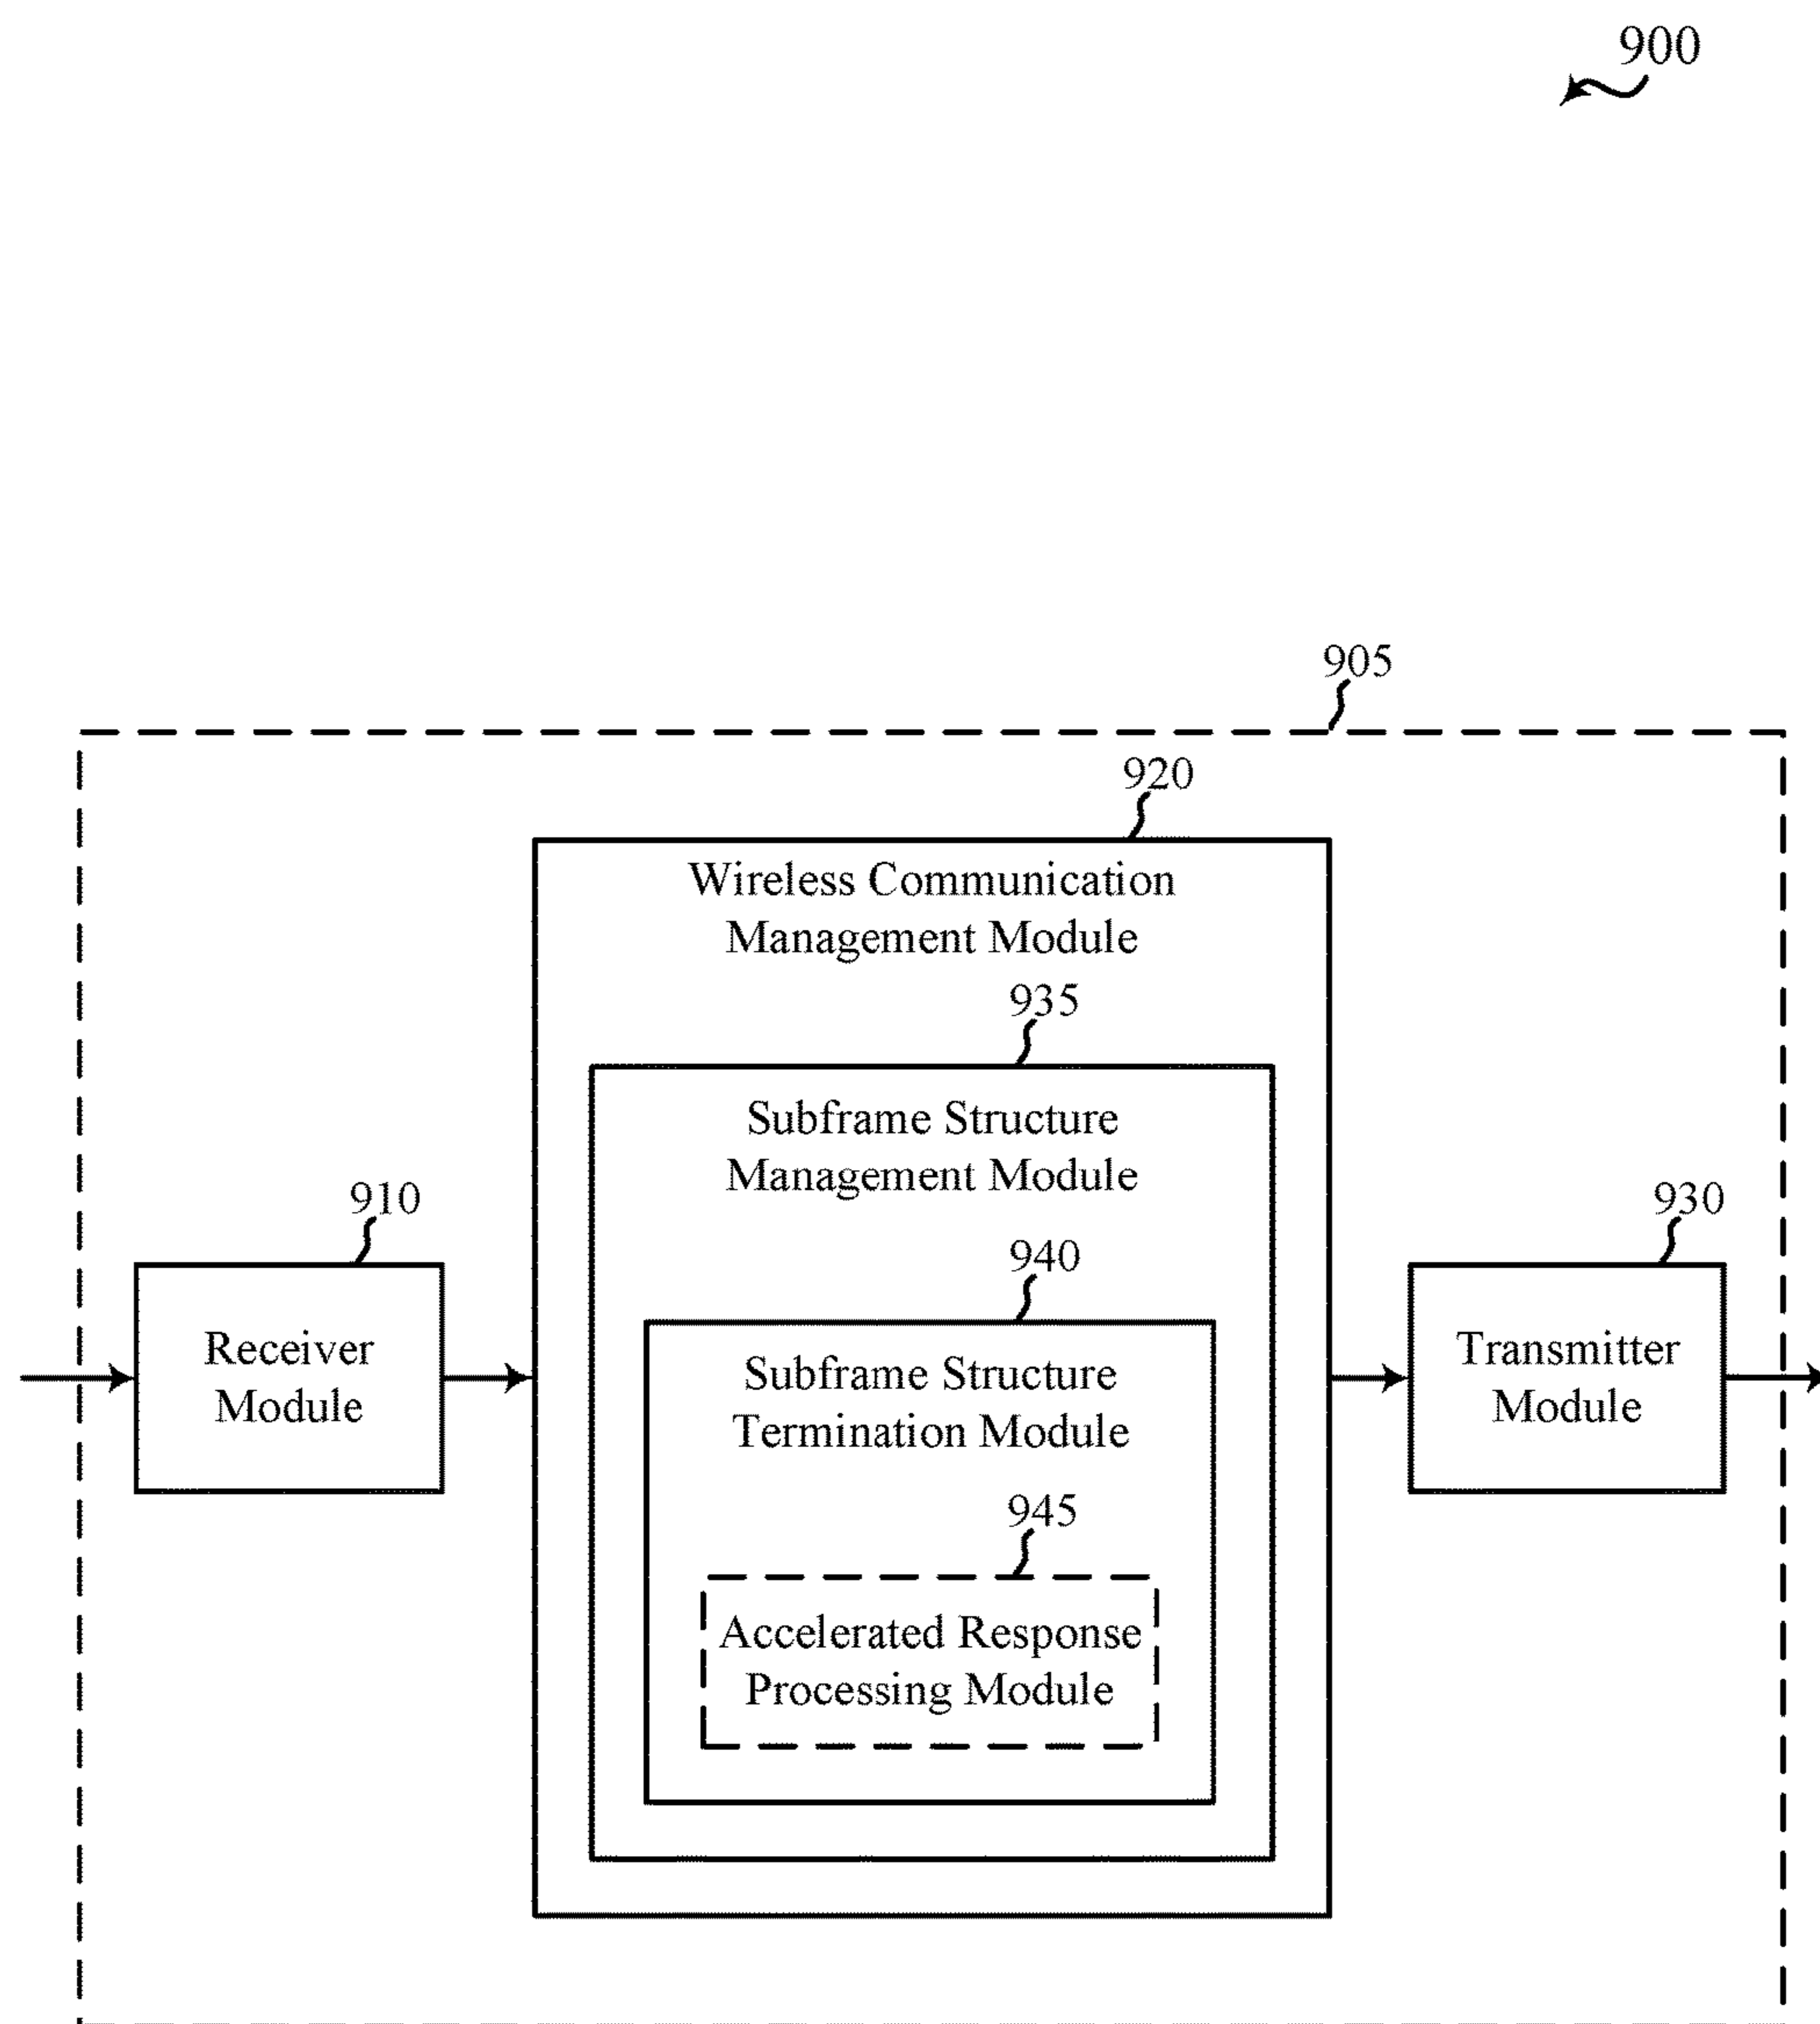 900
905
920
Wireless Communication
Management Module
935
Subframe Structure
Management Module
910
930
940
Receiver
Module
Subframe Structure
Termination Module
Transmitter
Module
945
Accelerated Response
Processing Module